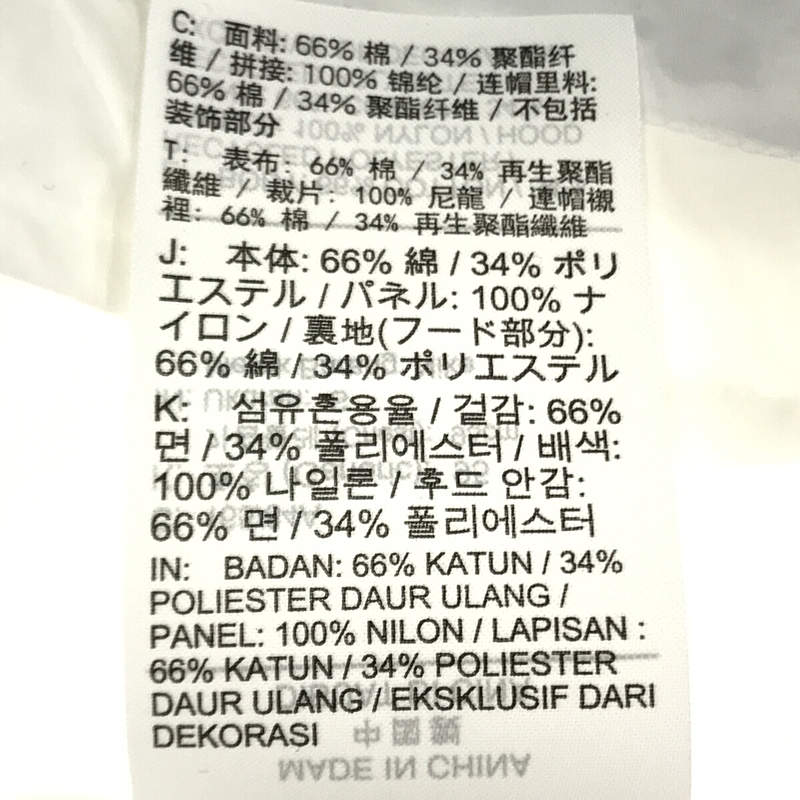 C: 面料: 66% 棉 / 34% 聚酯纤
维 / 拼接: 100% 锦纶 / 连帽里料:
66% 棉 / 34% 聚酯纤维 / 不包括
装饰部分
T: 表布: 66% 棉 / 34% 再生聚酯
纖維 / 裁片: 100% 尼龍 / 連帽襯
裡: 66% 棉 / 34% 再生聚酯纖維
J: 本体: 66% 綿 / 34% ポリ
エステル / パネル: 100% ナ
イロン / 裏地(フード部分):
66% 綿 / 34% ポリエステル
K: 섬유혼용율 / 겉감: 66%
면 / 34% 폴리에스터 / 배색:
100% 나일론 / 후드 안감:
66% 면 / 34% 폴리에스터
IN: BADAN: 66% KATUN / 34%
POLIESTER DAUR ULANG /
PANEL: 100% NILON / LAPISAN :
66% KATUN / 34% POLIESTER
DAUR ULANG / EKSKLUSIF DARI
DEKORASI
中國製
MADE IN CHINA